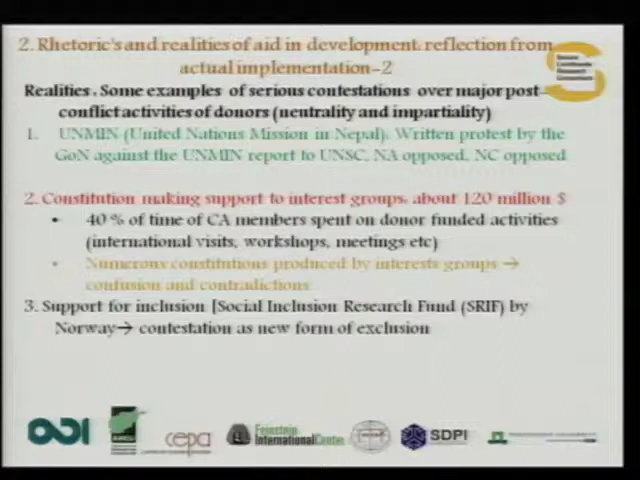 2. Rhetoric's and realities of aid in development, reflection from
actual implementation-2
Realities. Some examples of serious contestations over major post-
conflict activities of donors (neutrality and impartiality)
1. UNMIN (United Nations Mission in Nepal). Written protest by the
GoN against the UNMIN report to UNSC, NA opposed, NC opposed
2. Constitution making support to interest groups, about 120 million $
• 40 % of time of CA members spent on donor funded activities
(international visits, workshops, meetings etc)
• Numerous constitutions produced by interests groups →
confusion and contradictions
3. Support for inclusion [Social Inclusion Research Fund (SRIF) by
Norway→ contestation as new form of exclusion
ODI
cepa
Feinstein
International Center
SDPI